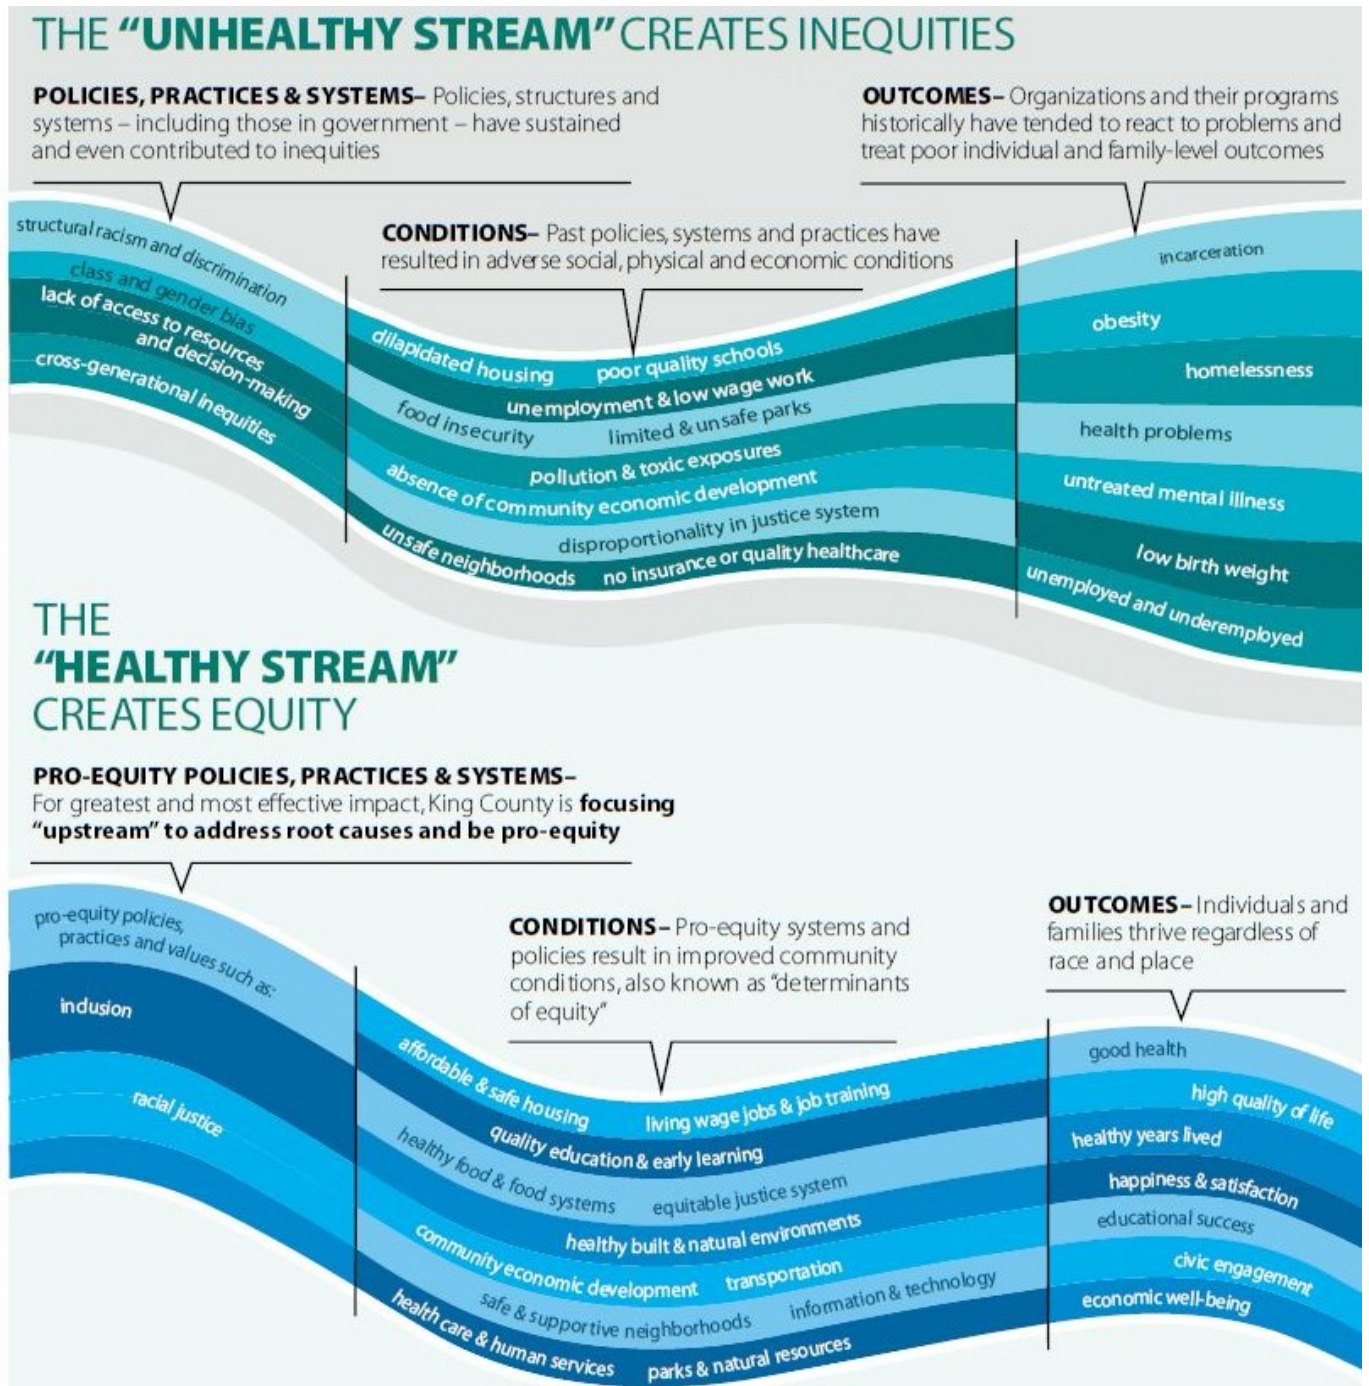 THE “UNHEALTHY STREAM” CREATES INEQUITIES
POLICIES, PRACTICES & SYSTEMS– Policies, structures and
systems – including those in government – have sustained
and even contributed to inequities
OUTCOMES– Organizations and their programs
historically have tended to react to problems and
treat poor individual and family-level outcomes
CONDITIONS– Past policies, systems and practices have
resulted in adverse social, physical and economic conditions
structural racism and discrimination
class and gender bias
lack of access to resources
and decision-making
cross-generational inequities
dilapidated housing
poor quality schools
unemployment & low wage work
food insecurity
limited & unsafe parks
pollution & toxic exposures
absence of community economic development
disproportionality in justice system
unsafe neighborhoods
no insurance or quality healthcare
incarceration
obesity
homelessness
health problems
untreated mental illness
low birth weight
unemployed and underemployed
THE
“HEALTHY STREAM”
CREATES EQUITY
PRO-EQUITY POLICIES, PRACTICES & SYSTEMS–
For greatest and most effective impact, King County is focusing
“upstream” to address root causes and be pro-equity
CONDITIONS– Pro-equity systems and
policies result in improved community
conditions, also known as “determinants
of equity”
OUTCOMES– Individuals and
families thrive regardless of
race and place
pro-equity policies,
practices and values such as:
inclusion
racial justice
affordable & safe housing
living wage jobs & job training
quality education & early learning
healthy food & food systems
equitable justice system
healthy built & natural environments
community economic development
transportation
safe & supportive neighborhoods
information & technology
health care & human services
parks & natural resources
good health
high quality of life
healthy years lived
happiness & satisfaction
educational success
civic engagement
economic well-being